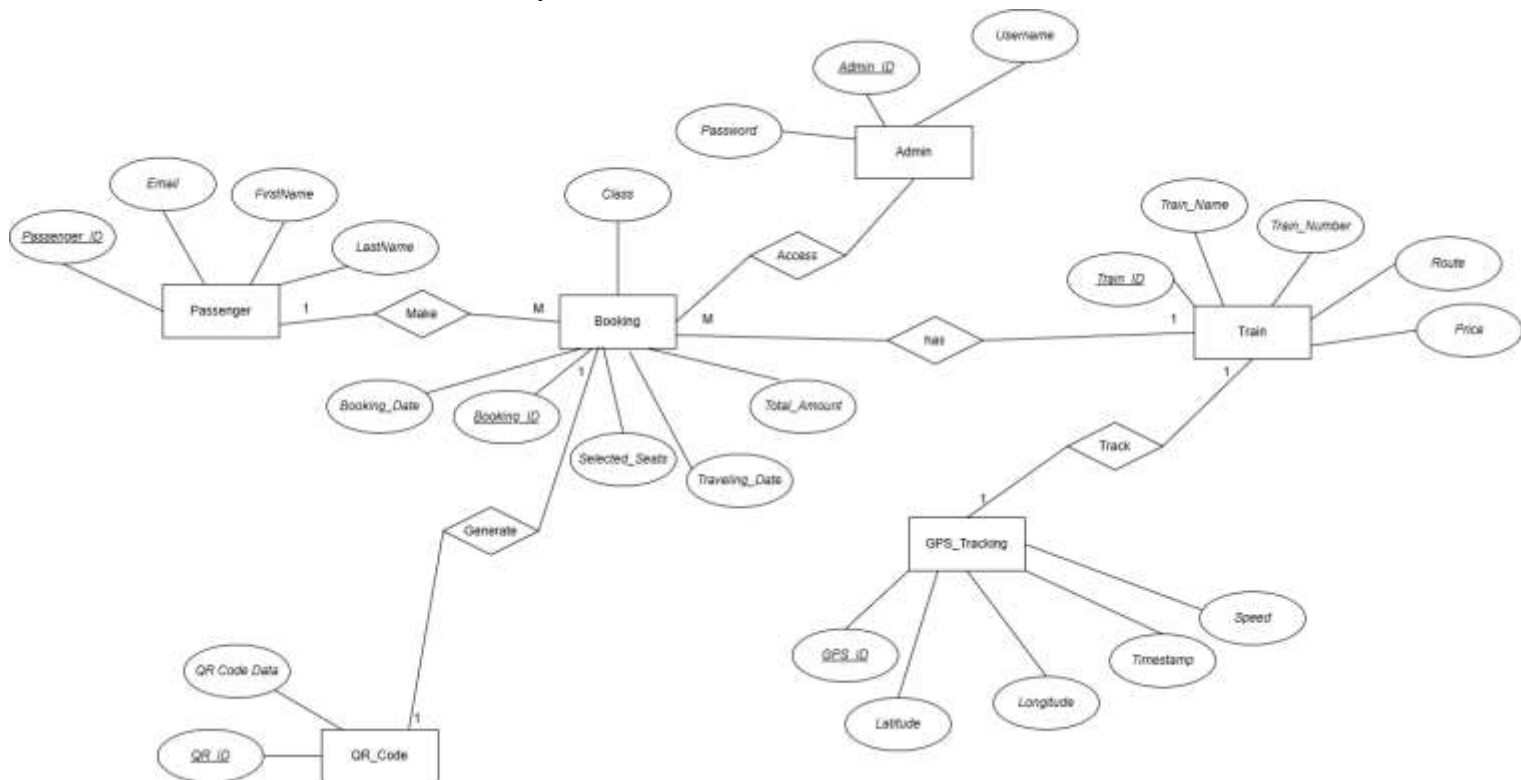 Username
Admin_ID
Password
Admin
Email
FirstName
Class
Passenger_ID
LastName
Train_Name
Train_Number
Access
Route
Train_ID
Passenger
1
Make
M
Booking
M
has
1
Train
Price
1
1
Booking_Date
Booking_ID
Total_Amount
Selected_Seats
Traveling_Date
Track
1
Generate
GPS_Tracking
Speed
GPS_ID
Timestamp
QR Code Data
Longitude
Latitude
1
QR_ID
QR_Code